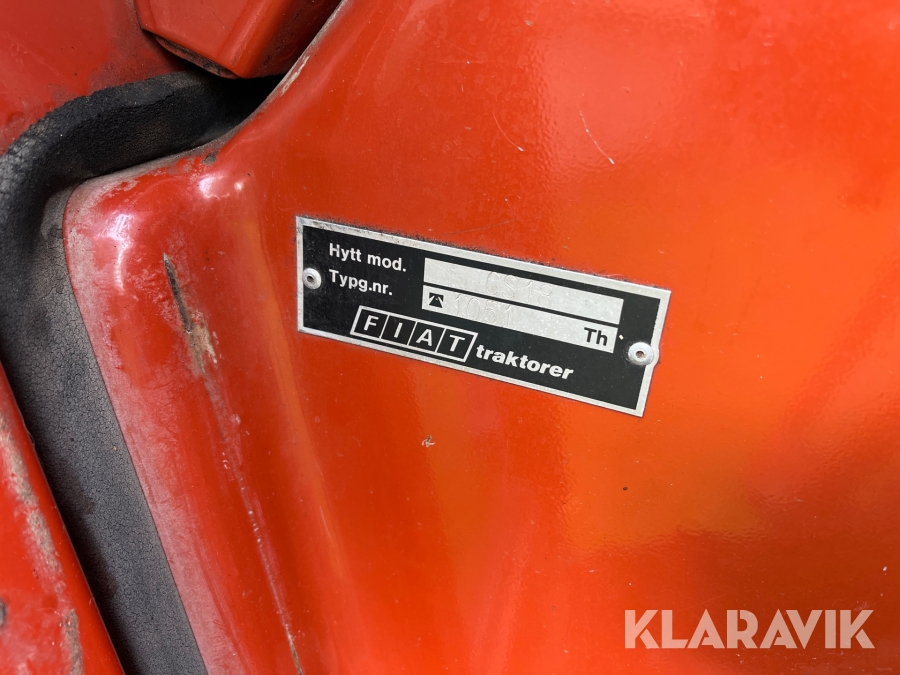 Hytt mod.
Typg.nr.
Th
FIAT traktorer
KLARAVIK